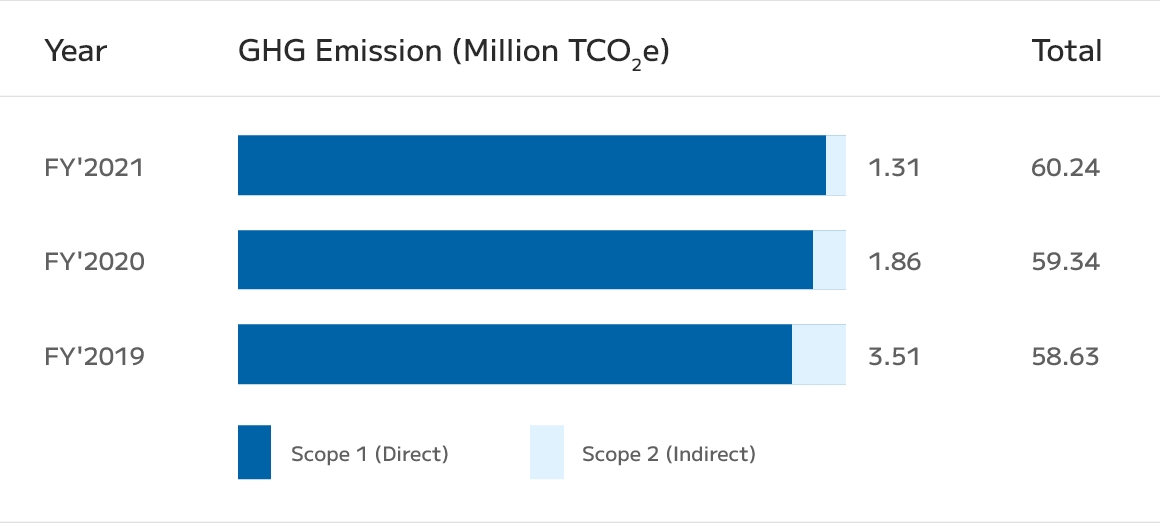 Year GHG Emission (Million TCO₂e) Total
FY'2021 1.31 60.24
FY'2020 1.86 59.34
FY'2019 3.51 58.63
Scope 1 (Direct) Scope 2 (Indirect)